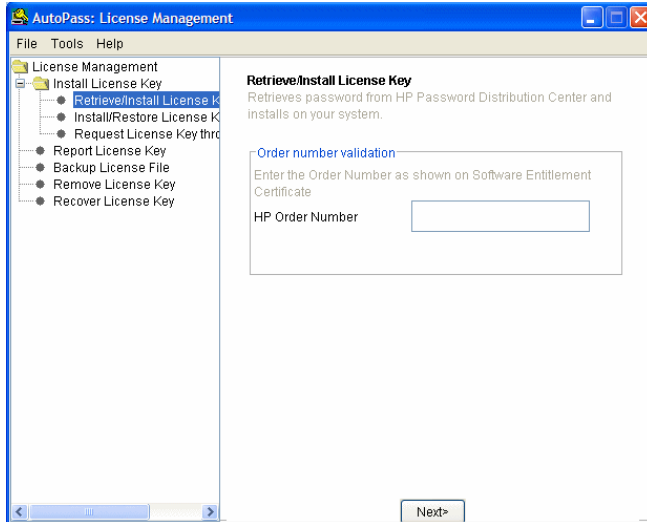 AutoPass: License Management
File Tools Help
License Management
Install License Key
Retrieve/Install License K
Install/Restore License K
Request License Key thro
Report License Key
Backup License File
Remove License Key
Recover License Key
Retrieve/Install License Key
Retrieves password from HP Password Distribution Center and
installs on your system.
Order number validation
Enter the Order Number as shown on Software Entitlement
Certificate
HP Order Number
Next>